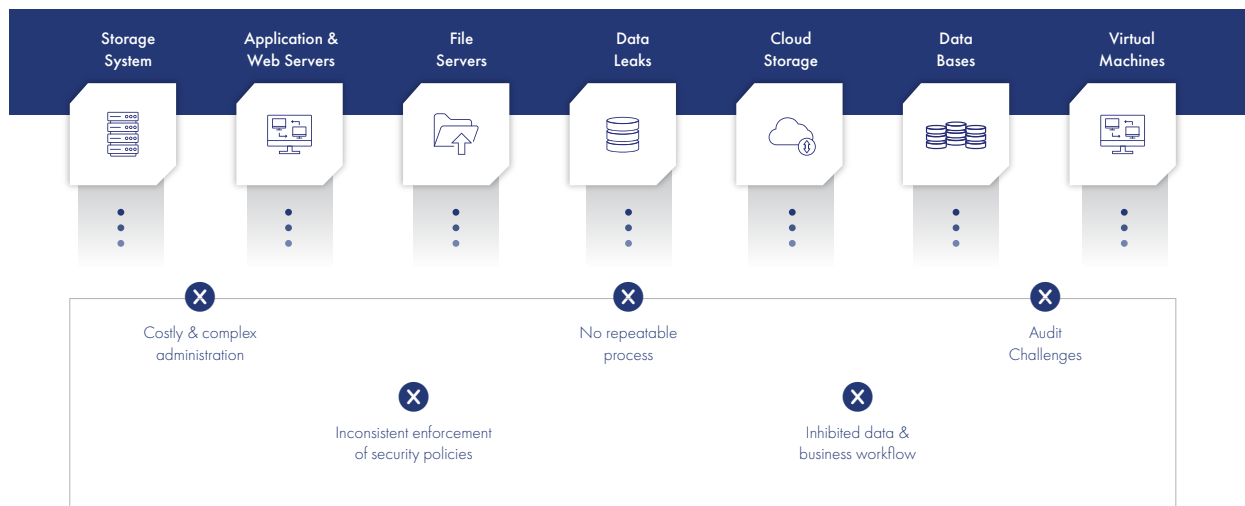 Storage
System
Application &
Web Servers
File
Servers
Data
Leaks
Cloud
Storage
Data
Bases
Virtual
Machines
X
Costly & complex
administration
X
No repeatable
process
X
Audit
Challenges
X
Inconsistent enforcement
of security policies
X
Inhibited data &
business workflow